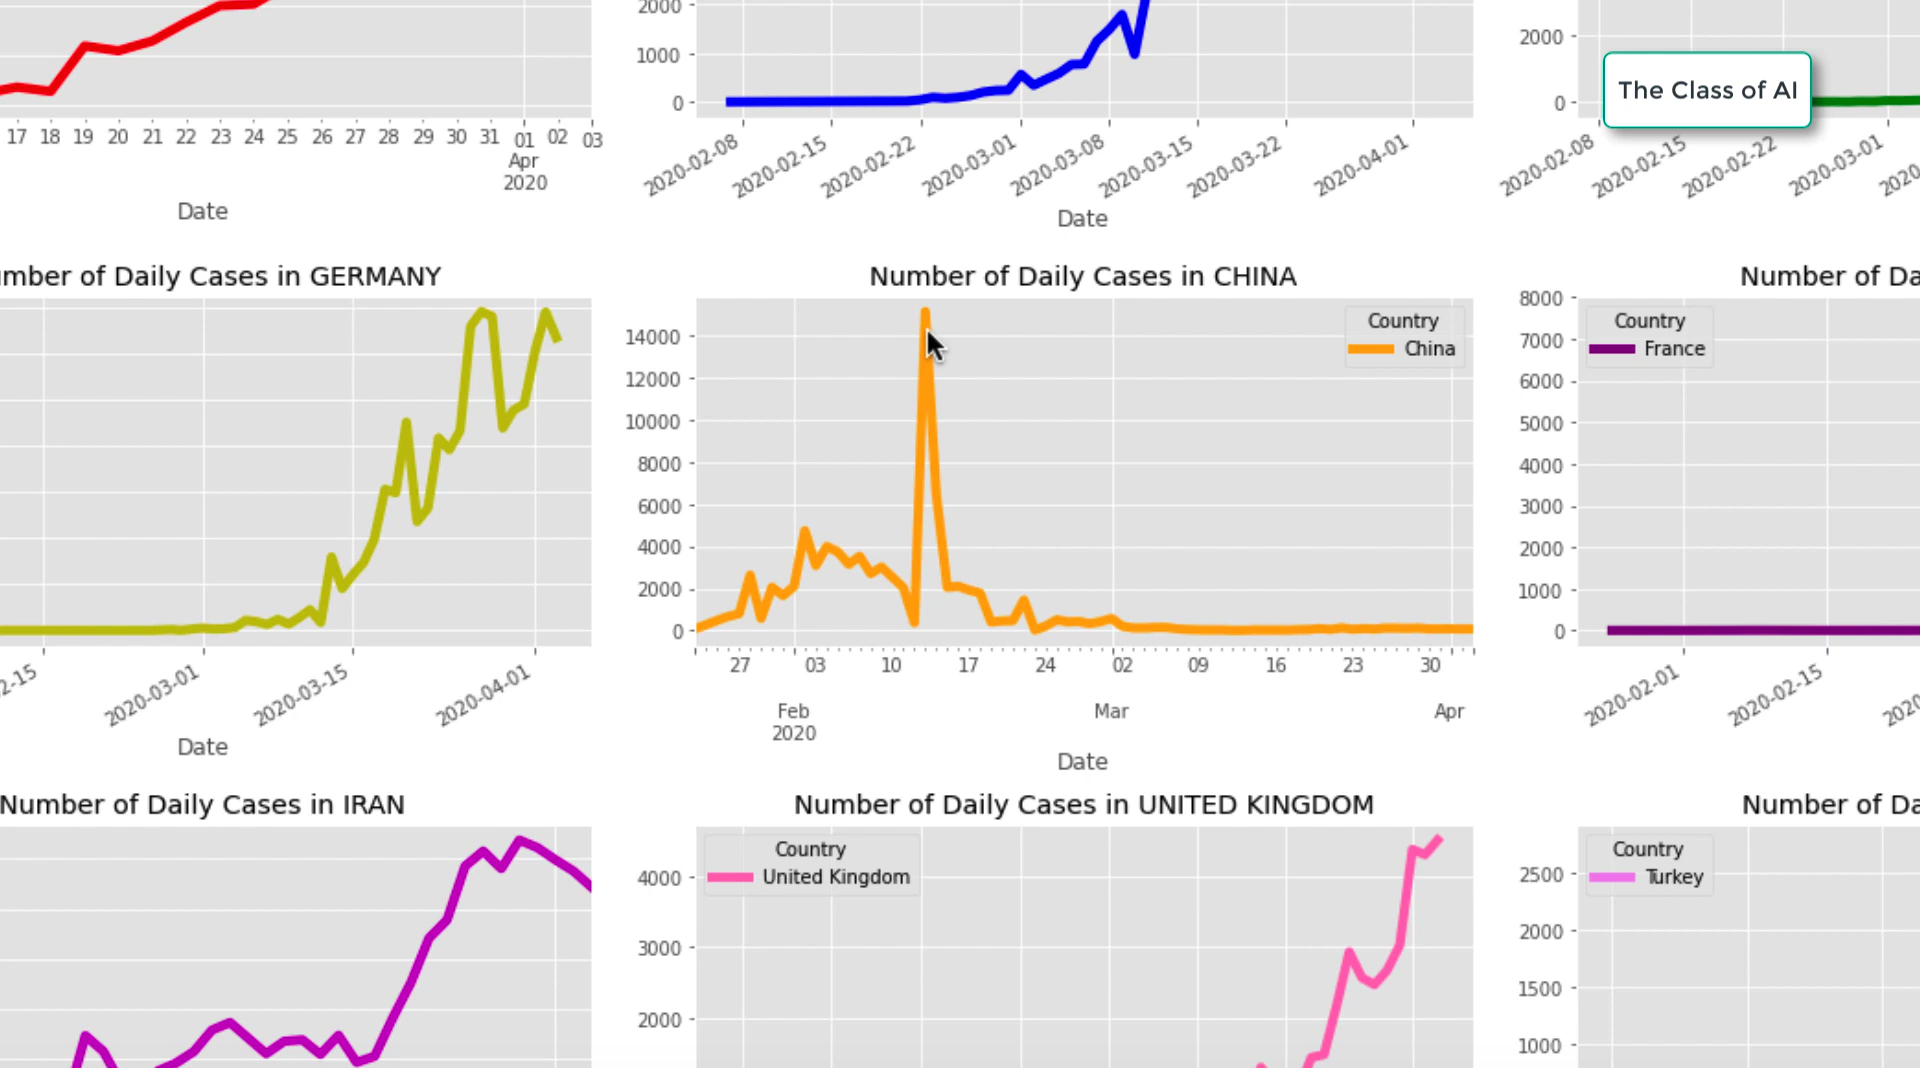 2000
1000
0
2000
0
The Class of AI
17 18 19 20 21 22 23 24 25 26 27 28 29 30 31 01 02 03
Apr
2020
Date
2020-02-08 2020-02-15 2020-02-22 2020-03-01 2020-03-08 2020-03-15 2020-03-22 2020-04-01
Date
2020-02-08 2020-02-15 2020-02-22 2020-03-01
mber of Daily Cases in GERMANY
2020-03-01 2020-03-15 2020-04-01
Date
Number of Daily Cases in CHINA
Country
China
14000
12000
10000
8000
6000
4000
2000
0
27 03 10 17 24 02 09 16 23 30
Feb Mar Apr
2020
Date
Number of Da
Country
France
8000
7000
6000
5000
4000
3000
2000
1000
0
2020-02-01 2020-02-15
Number of Daily Cases in IRAN
Number of Daily Cases in UNITED KINGDOM
Country
United Kingdom
4000
3000
2000
Number of Da
Country
Turkey
2500
2000
1500
1000